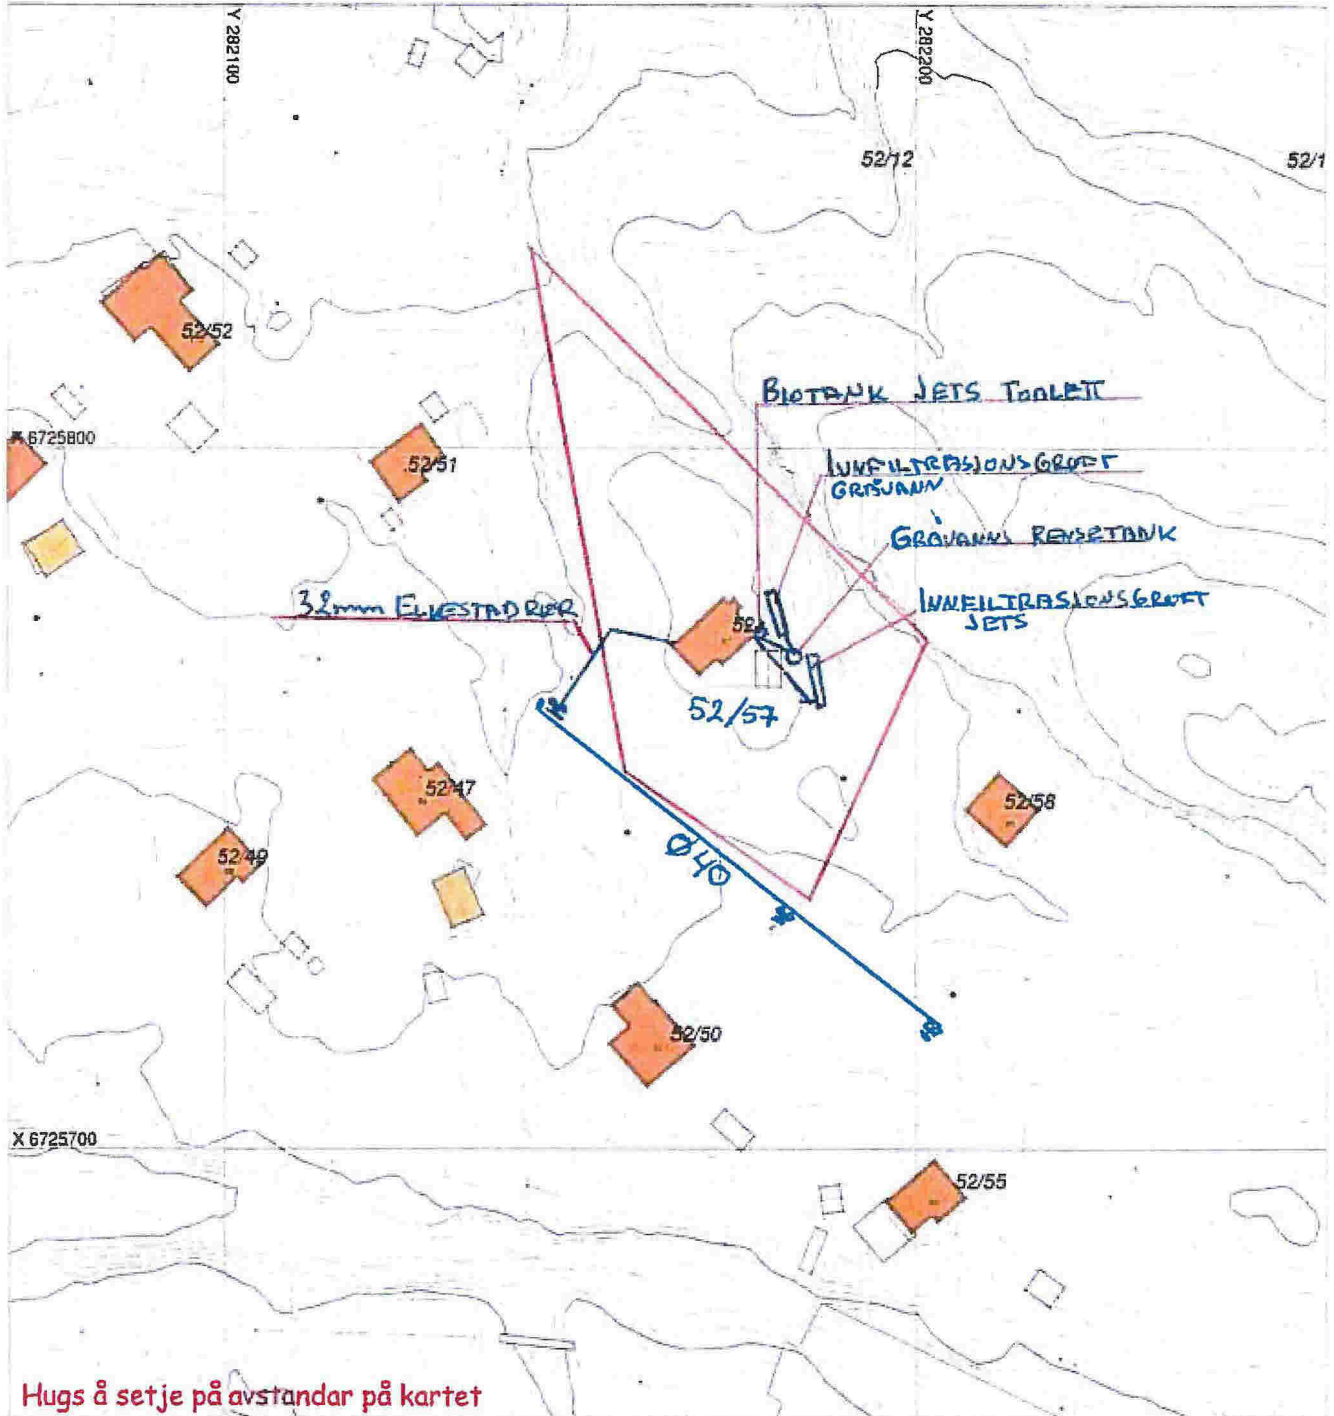 Y 282100
Y 282200
52/12
52/1
52/52
BIOTANK JETS TOALETT
X 6725800
52/51
INNFILTRASJONSGRØFT
GRÅVANN
GRÅVANNS RENSETANK
32mm ELKESTAD RØR
INNFILTRASJONSGRØFT
JETS
52/57
52/47
52/58
52/49
Ø40
52/50
X 6725700
52/55
Hugs å setje på avstandar på kartet